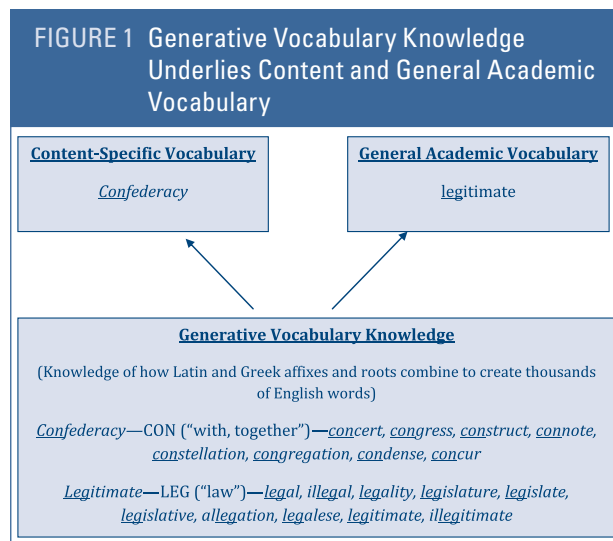 FIGURE 1 Generative Vocabulary Knowledge
Underlies Content and General Academic
Vocabulary
Content-Specific Vocabulary
Confederacy
General Academic Vocabulary
legitimate
Generative Vocabulary Knowledge
(Knowledge of how Latin and Greek affixes and roots combine to create thousands
of English words)
Confederacy—CON (“with, together”)—concert, congress, construct, connote,
constellation, congregation, condense, concur
Legitimate—LEG (“law”)—legal, illegal, legality, legislature, legislate,
legislative, allegation, legalese, legitimate, illegitimate